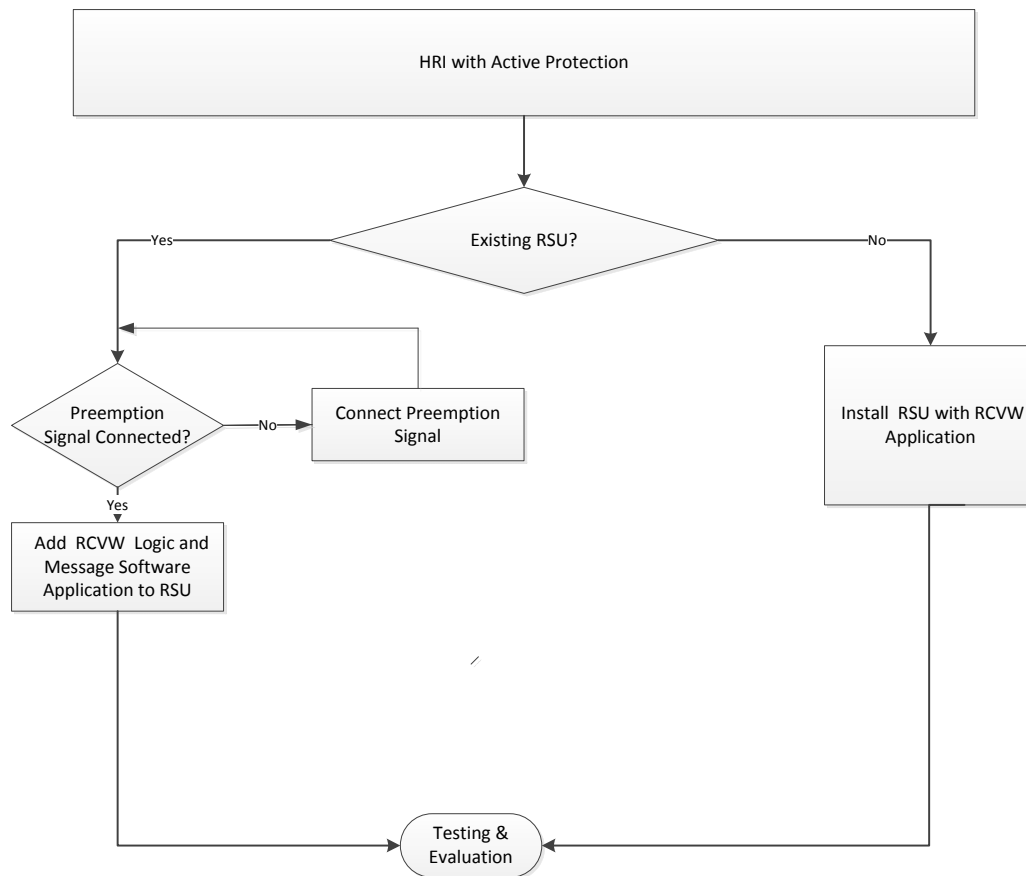 HRI with Active Protection
Existing RSU?
Yes
No
Preemption
Signal Connected?
No
Connect Preemption
Signal
Install RSU with RCVW
Application
Yes
Add RCVW Logic and
Message Software
Application to RSU
Testing &
Evaluation